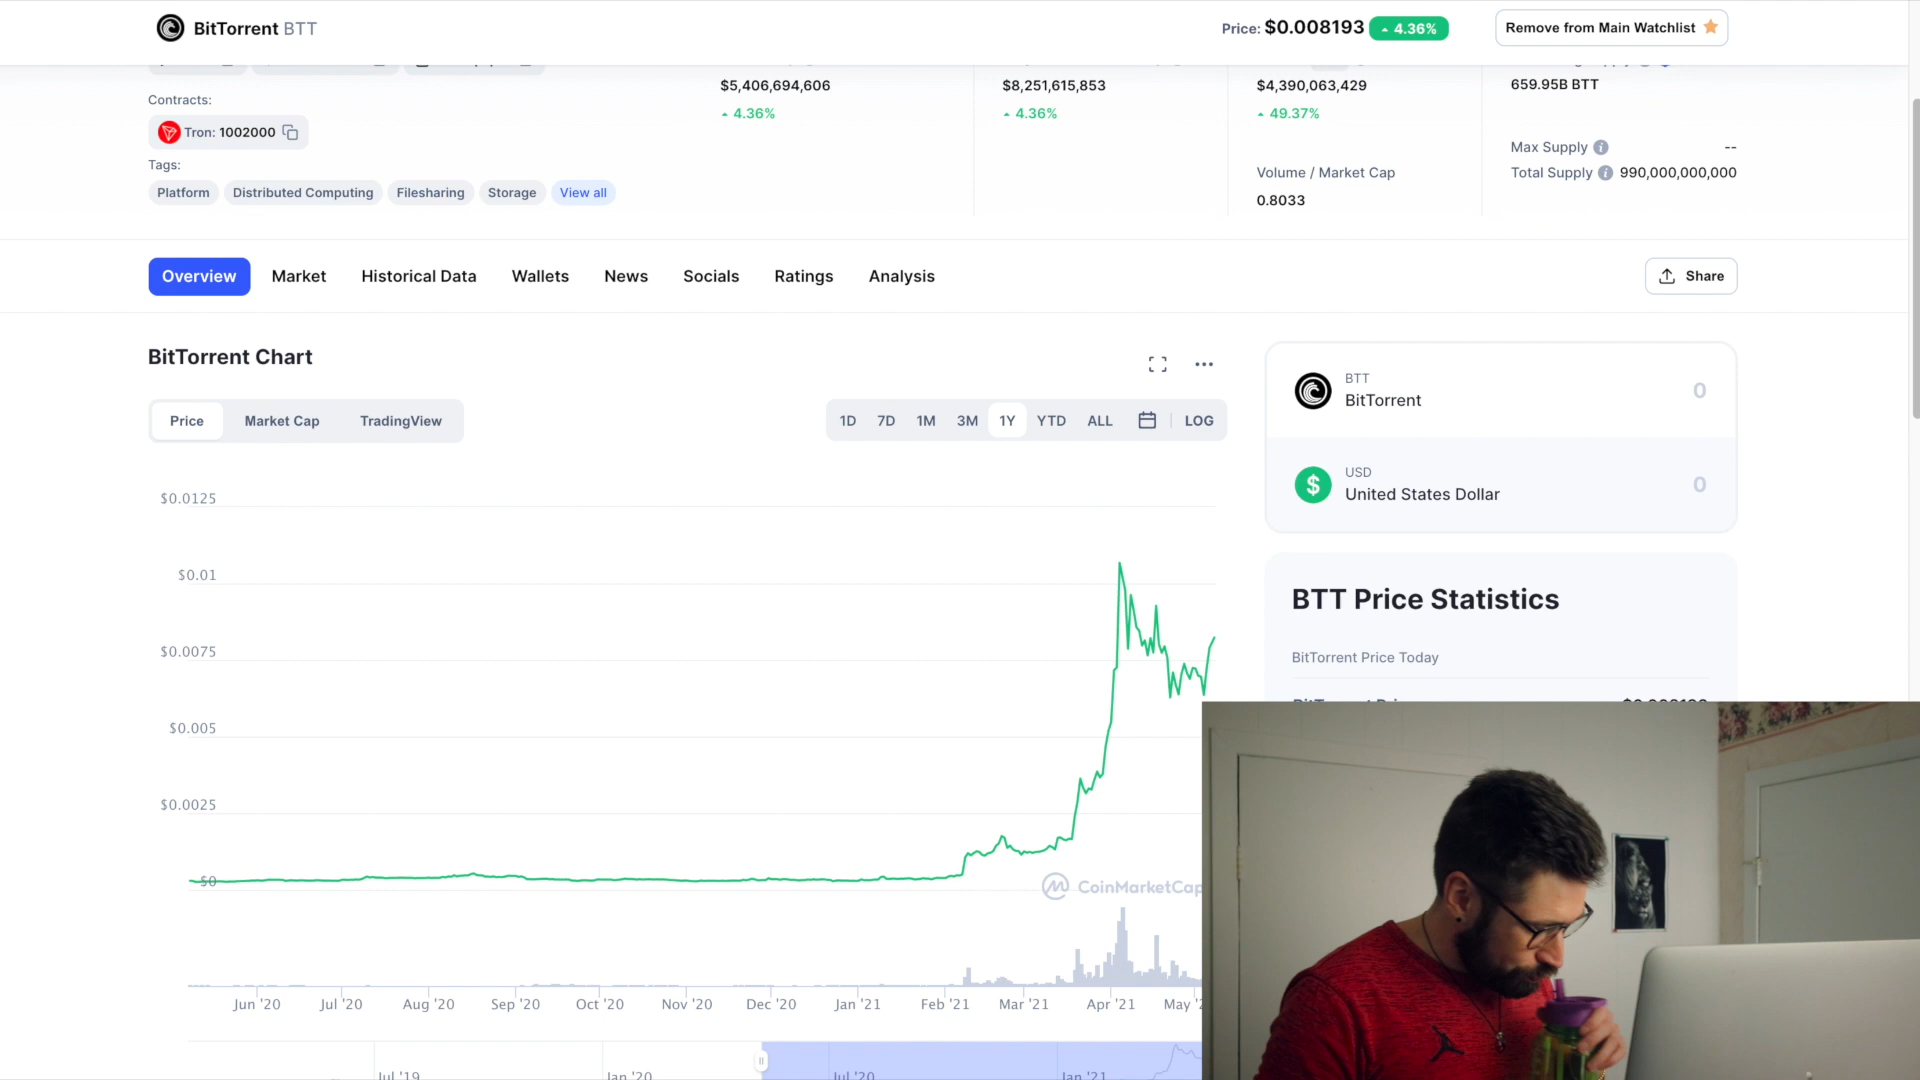 BitTorrent BTT
Price: $0.008193 4.36%
Remove from Main Watchlist
$5,406,694,606
$8,251,615,853
$4,390,063,429
659.95B BTT
4.36%
4.36%
49.37%
Contracts:
Tron: 1002000
Max Supply --
Total Supply 990,000,000,000
Tags:
Platform
Distributed Computing
Filesharing
Storage
View all
Volume / Market Cap
0.8033
Overview
Market
Historical Data
Wallets
News
Socials
Ratings
Analysis
Share
BitTorrent Chart
Price
Market Cap
TradingView
1D
7D
1M
3M
1Y
YTD
ALL
LOG
BTT
BitTorrent
0
USD
United States Dollar
0
$0.0125
$0.01
$0.0075
$0.005
$0.0025
$0
CoinMarketCap
Jun '20
Jul '20
Aug '20
Sep '20
Oct '20
Nov '20
Dec '20
Jan '21
Feb '21
Mar '21
Apr '21
May '2
Jul '19
Jan '20
Jul '20
Jan '21
BTT Price Statistics
BitTorrent Price Today